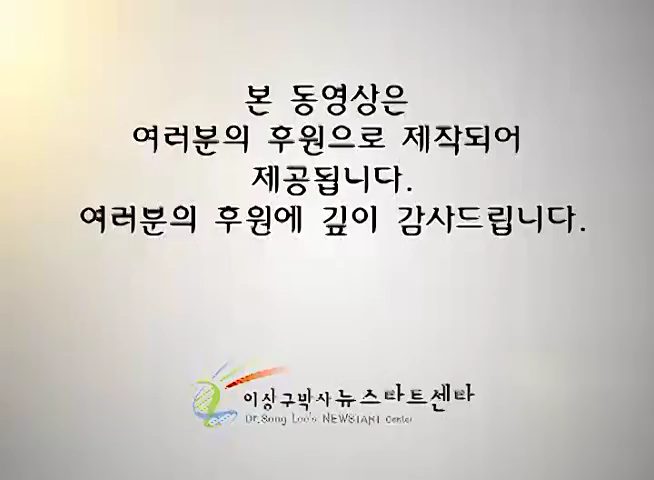 본 동영상은
여러분의 후원으로 제작되어
제공됩니다.
여러분의 후원에 깊이 감사드립니다.
이상구박사 뉴스타트센타
Dr.Sang Lee's NEWSTART Center